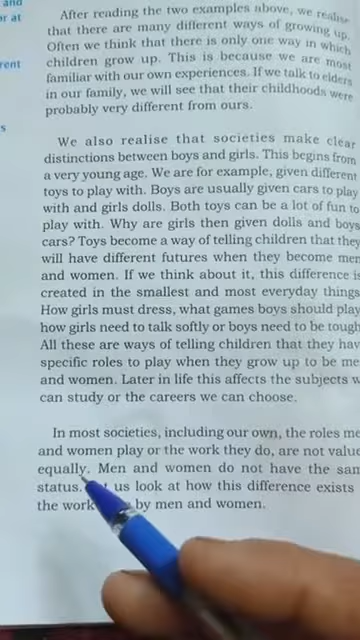 and
er at
After reading the two examples above, we realise
that there are many different ways of growing up.
Often we think that there is only one way in which
children grow up. This is because we are most
rent
familiar with our own experiences. If we talk to elders
in our family, we will see that their childhoods were
probably very different from ours.
s
We also realise that societies make clear
distinctions between boys and girls. This begins from
a very young age. We are for example, given different
toys to play with. Boys are usually given cars to play
with and girls dolls. Both toys can be a lot of fun to
play with. Why are girls then given dolls and boys
cars? Toys become a way of telling children that they
will have different futures when they become men
and women. If we think about it, this difference is
created in the smallest and most everyday things.
How girls must dress, what games boys should play,
how girls need to talk softly or boys need to be tough.
All these are ways of telling children that they hav
specific roles to play when they grow up to be me
and women. Later in life this affects the subjects w
can study or the careers we can choose.
In most societies, including our own, the roles me
and women play or the work they do, are not value
equally. Men and women do not have the sam
status. us look at how this difference exists
the work by men and women.